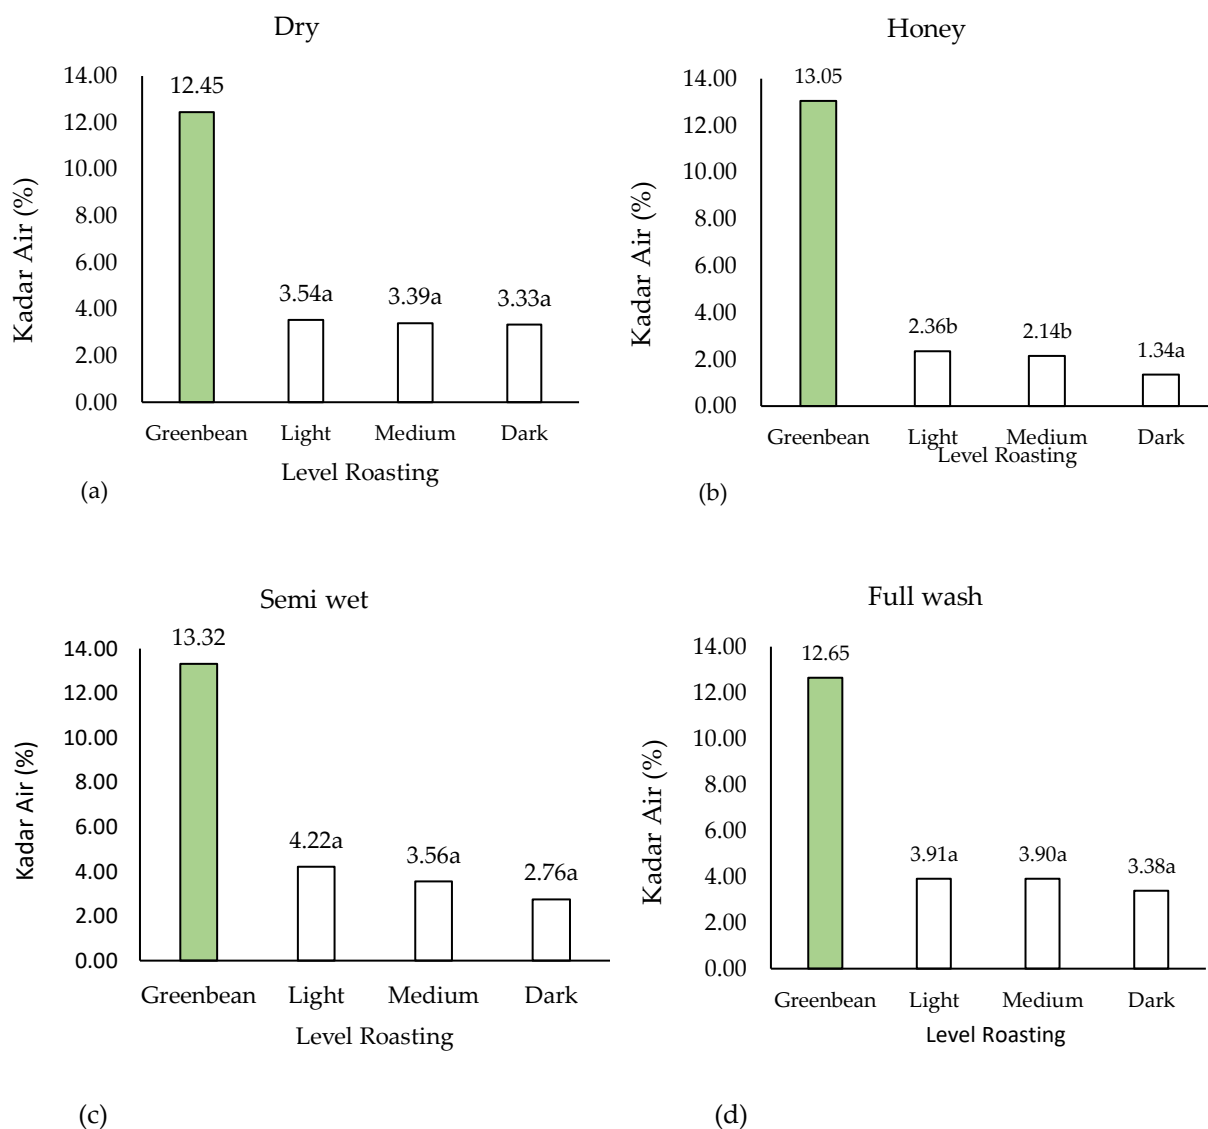 Dry
14.00
12.00
10.00
8.00
6.00
4.00
2.00
0.00
Kadar Air (%)
12.45
3.54a
3.39a
3.33a
Greenbean Light Medium Dark
Level Roasting
(a)
Honey
14.00
12.00
10.00
8.00
6.00
4.00
2.00
0.00
Kadar Air (%)
13.05
2.36b
2.14b
1.34a
Greenbean Light Medium Dark
Level Roasting
(b)
Semi wet
14.00
12.00
10.00
8.00
6.00
4.00
2.00
0.00
Kadar Air (%)
13.32
4.22a
3.56a
2.76a
Greenbean Light Medium Dark
Level Roasting
(c)
Full wash
14.00
12.00
10.00
8.00
6.00
4.00
2.00
0.00
Kadar Air (%)
12.65
3.91a
3.90a
3.38a
Greenbean Light Medium Dark
Level Roasting
(d)